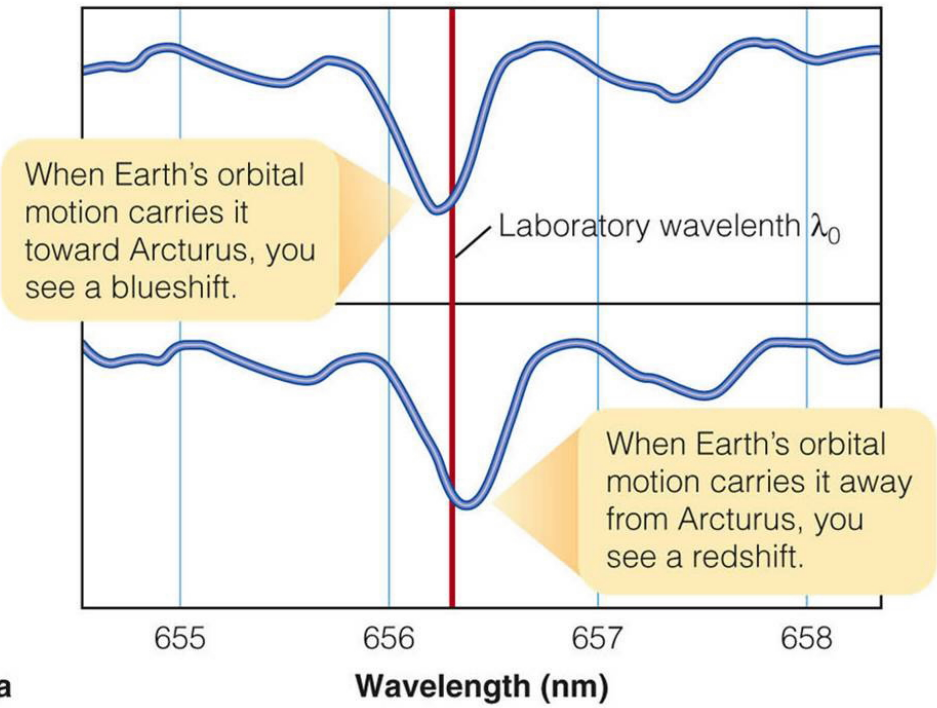 When Earth's orbital
motion carries it
toward Arcturus, you
see a blueshift.
Laboratory wavelenth λ₀
When Earth's orbital
motion carries it away
from Arcturus, you
see a redshift.
655 656 657 658
a
Wavelength (nm)